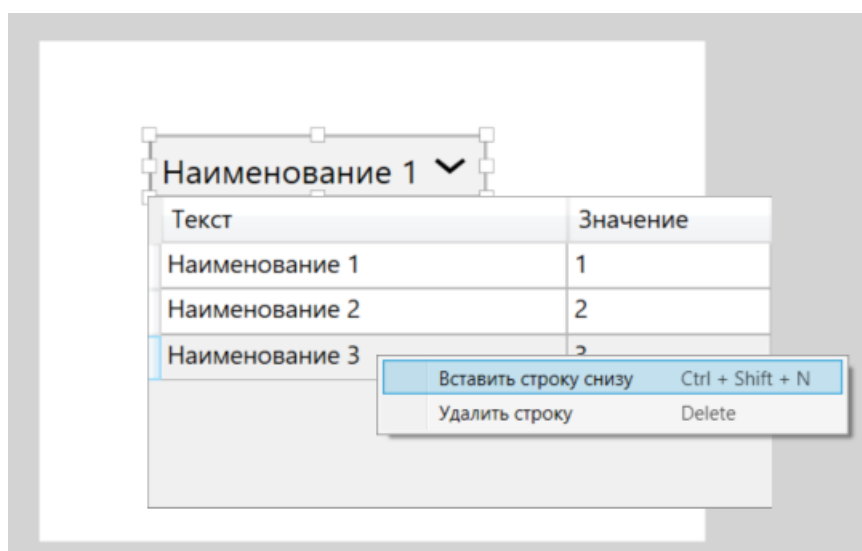 Наименование 1
Текст Значение
Наименование 1 1
Наименование 2 2
Наименование 3 3
Вставить строку снизу Ctrl + Shift + N
Удалить строку Delete